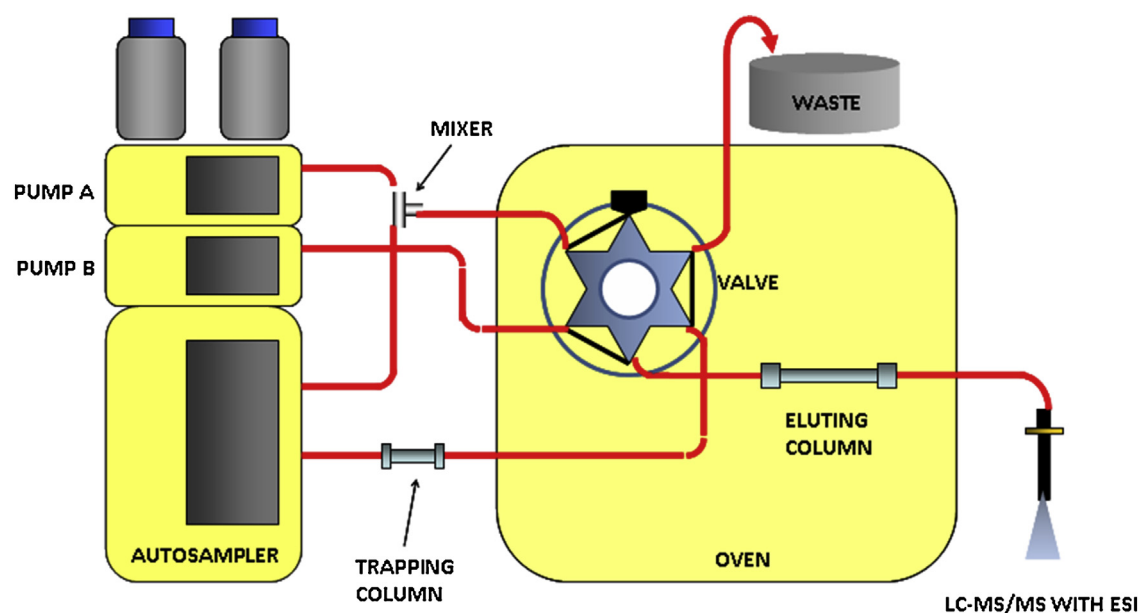 WASTE
MIXER
PUMP A
PUMP B
VALVE
ELUTING
COLUMN
AUTOSAMPLER
TRAPPING
COLUMN
OVEN
LC-MS/MS WITH ESI